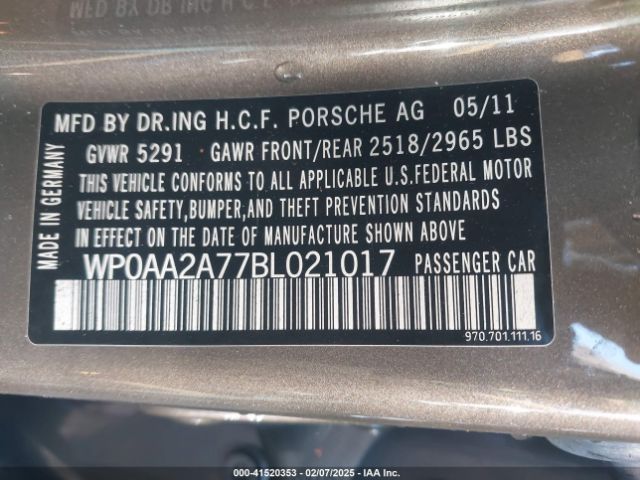 MFD BY DR.ING H.C.F. PORSCHE AG 05/11
GVWR 5291 GAWR FRONT/REAR 2518/2965 LBS
THIS VEHICLE CONFORMS TO ALL APPLICABLE U.S.FEDERAL MOTOR
VEHICLE SAFETY,BUMPER,AND THEFT PREVENTION STANDARDS
IN EFFECT ON THE DATE OF MANUFACTURE SHOWN ABOVE
WP0AA2A77BL021017 PASSENGER CAR
970.701.111.16
MADE IN GERMANY
000-41520353 - 02/07/2025 - IAA Inc.